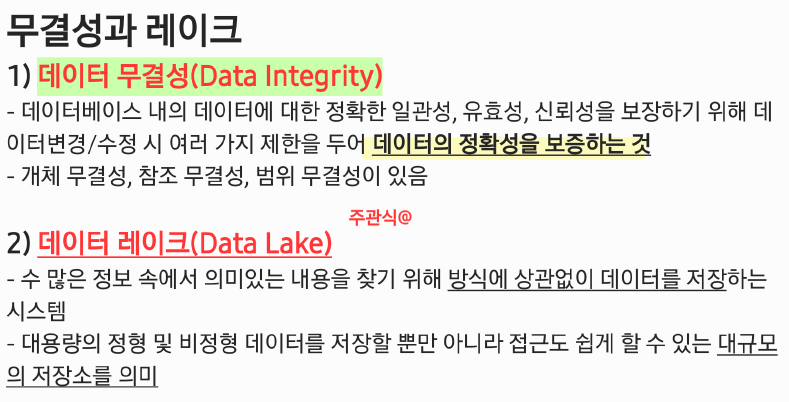 무결성과 레이크
1) 데이터 무결성(Data Integrity)
- 데이터베이스 내의 데이터에 대한 정확한 일관성, 유효성, 신뢰성을 보장하기 위해 데
이터변경/수정 시 여러 가지 제한을 두어 데이터의 정확성을 보증하는 것
- 개체 무결성, 참조 무결성, 범위 무결성이 있음
주관식@
2) 데이터 레이크(Data Lake)
- 수 많은 정보 속에서 의미있는 내용을 찾기 위해 방식에 상관없이 데이터를 저장하는
시스템
- 대용량의 정형 및 비정형 데이터를 저장할 뿐만 아니라 접근도 쉽게 할 수 있는 대규모
의 저장소를 의미